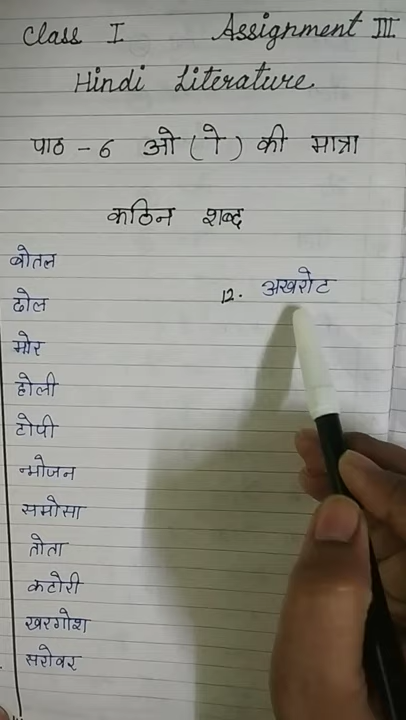 Class I Assignment III
Hindi Literature
पाठ - 6 ओ ( ो ) की मात्रा
कठिन शब्द
बोतल
ढोल
मोर
होली
टोपी
भोजन
समोसा
तोता
कटोरी
खरगोश
सरोवर
12. अखरोट